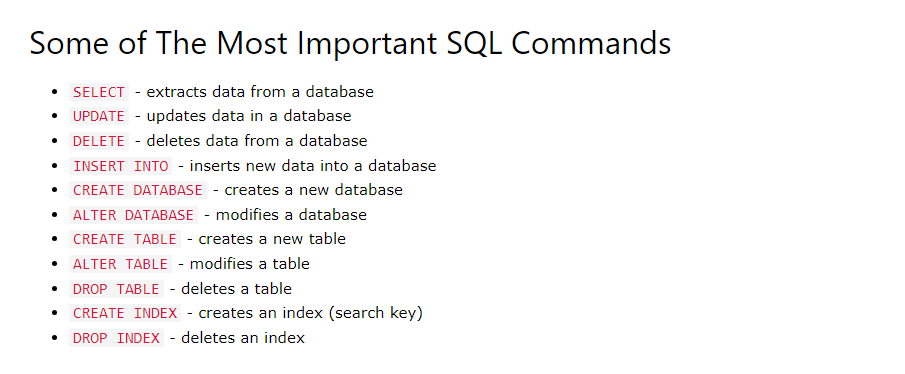 Some of The Most Important SQL Commands
• SELECT - extracts data from a database
• UPDATE - updates data in a database
• DELETE - deletes data from a database
• INSERT INTO - inserts new data into a database
• CREATE DATABASE - creates a new database
• ALTER DATABASE - modifies a database
• CREATE TABLE - creates a new table
• ALTER TABLE - modifies a table
• DROP TABLE - deletes a table
• CREATE INDEX - creates an index (search key)
• DROP INDEX - deletes an index